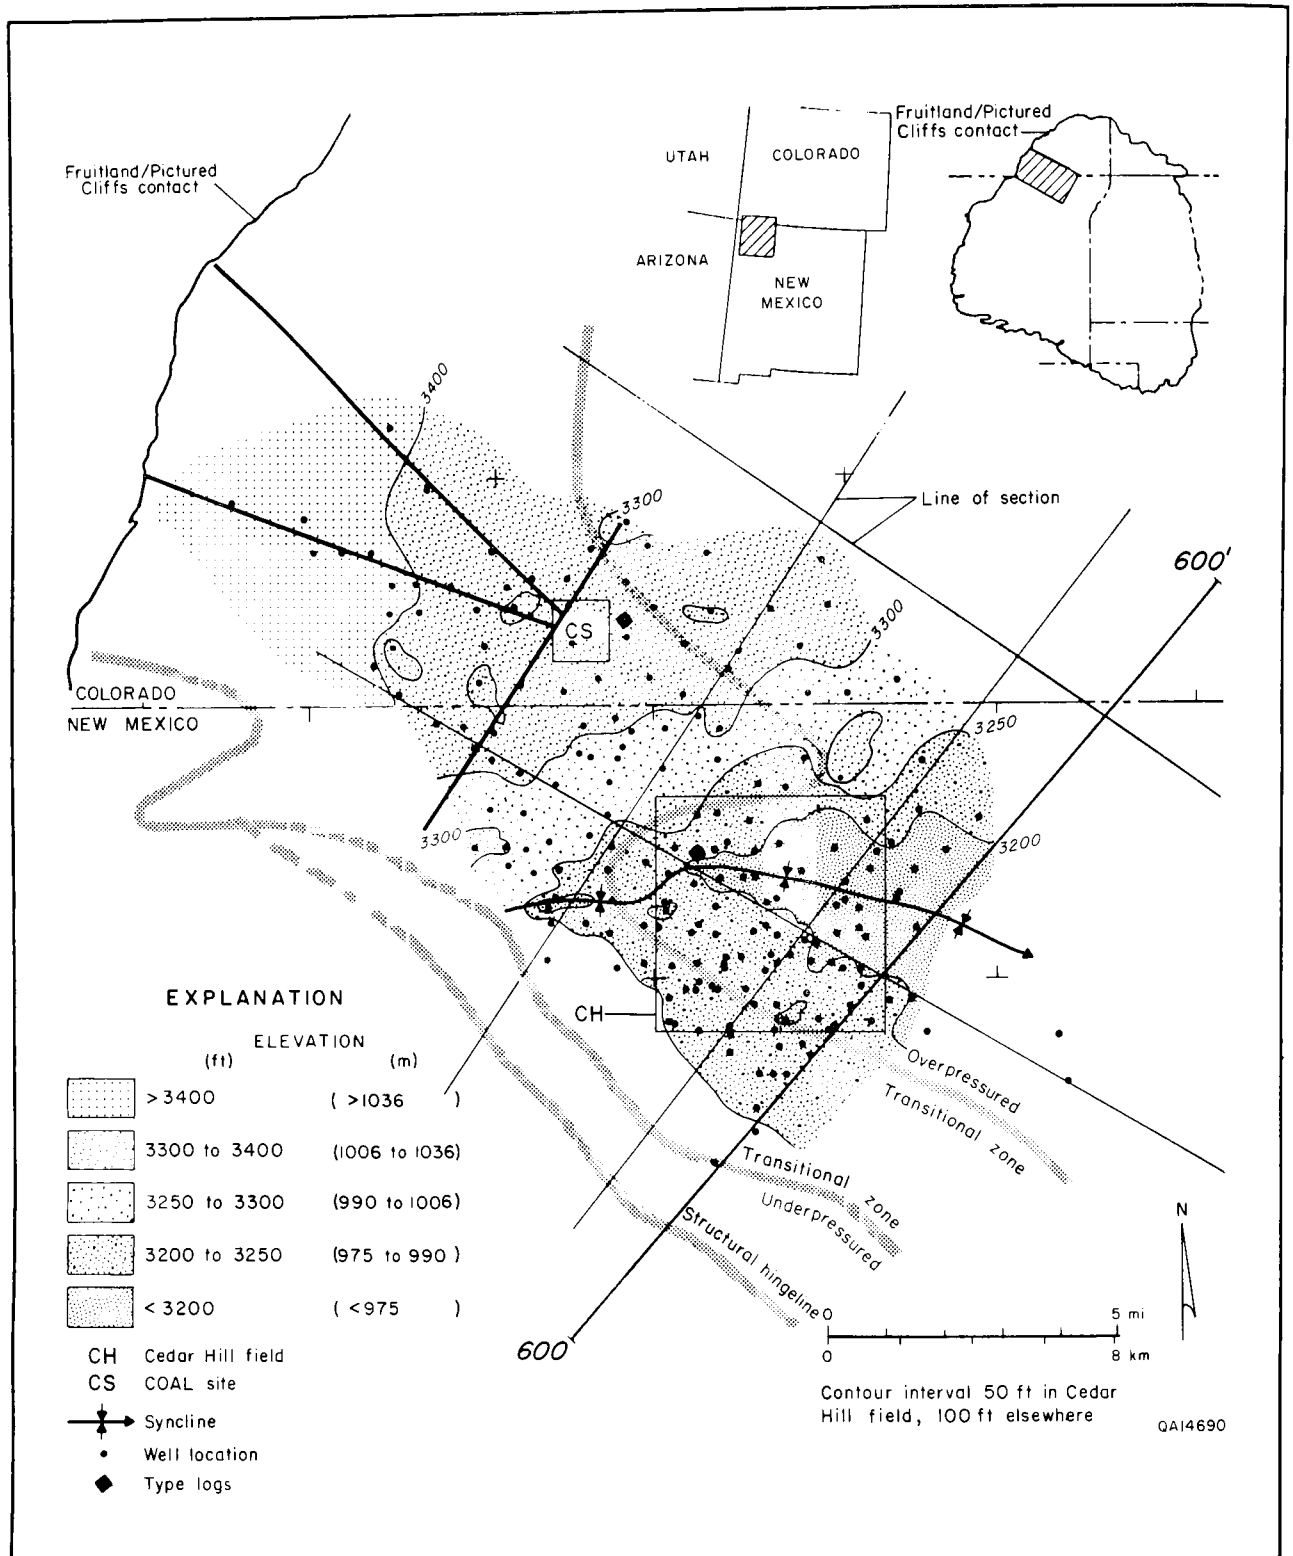 Fruitland/Pictured
Cliffs contact
UTAH
COLORADO
ARIZONA
NEW
MEXICO
Fruitland/Pictured
Cliffs contact
3400
3300
Line of section
600'
3300
CS
COLORADO
NEW MEXICO
3250
3300
3200
CH
Overpressured
Transitional zone
Transitional zone
Underpressured
Structural hingeline
600
EXPLANATION
ELEVATION
(ft) (m)
>3400 ( >1036 )
3300 to 3400 (1006 to 1036)
3250 to 3300 (990 to 1006)
3200 to 3250 (975 to 990 )
<3200 ( <975 )
CH Cedar Hill field
CS COAL site
Syncline
Well location
Type logs
N
0 5 mi
0 8 km
Contour interval 50 ft in Cedar
Hill field, 100 ft elsewhere
QA14690